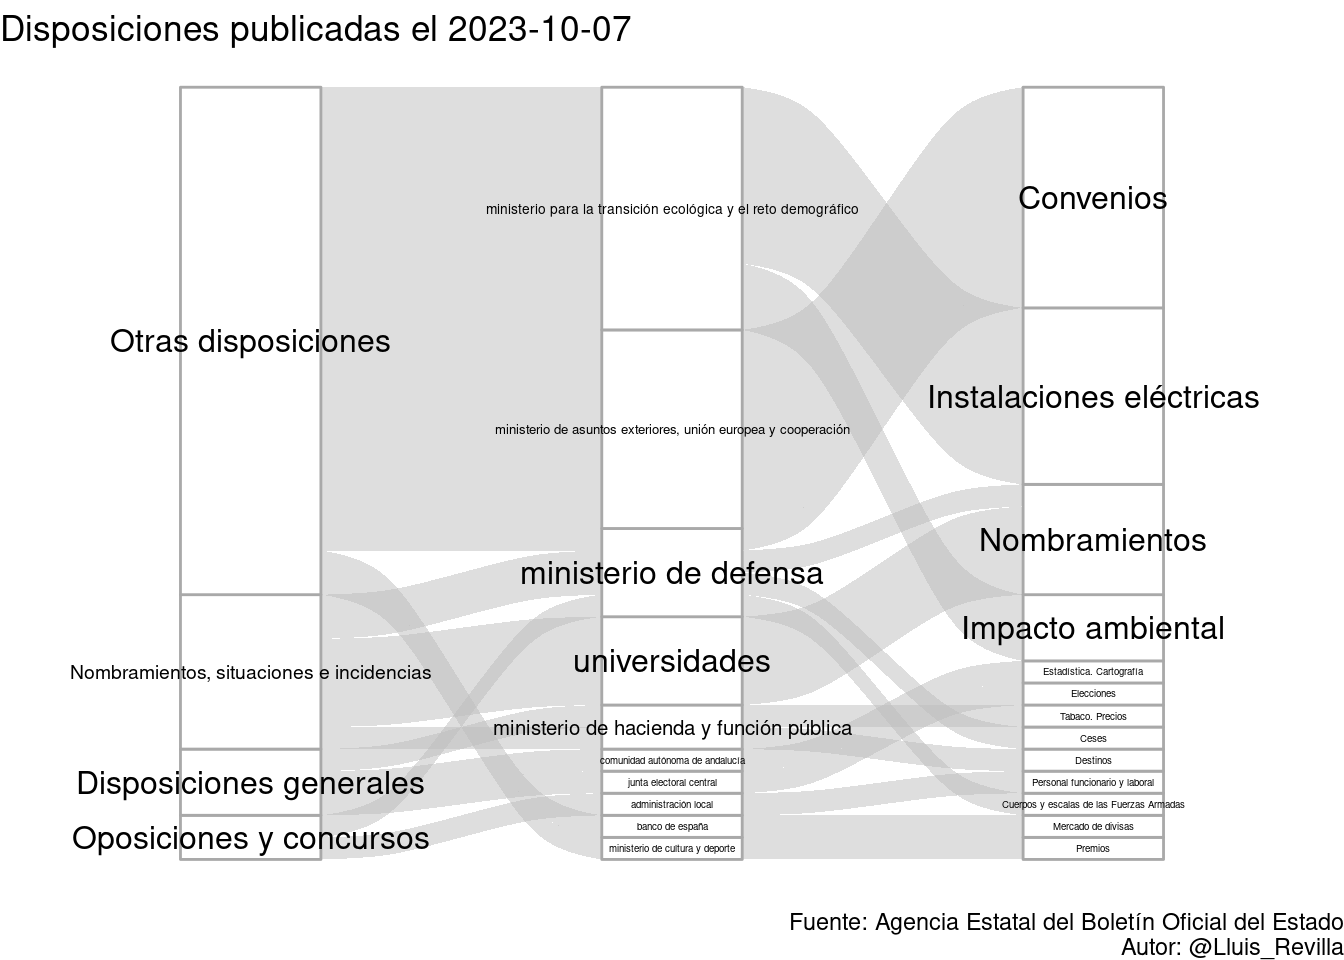 Disposiciones publicadas el 2023-10-07
Otras disposiciones
Nombramientos, situaciones e incidencias
Disposiciones generales
Oposiciones y concursos
ministerio para la transición ecológica y el reto demográfico
ministerio de asuntos exteriores, unión europea y cooperación
ministerio de defensa
universidades
ministerio de hacienda y función pública
comunidad autónoma de andalucía
junta electoral central
administración local
banco de españa
ministerio de cultura y deporte
Convenios
Instalaciones eléctricas
Nombramientos
Impacto ambiental
Estadística. Cartografía
Elecciones
Tabaco. Precios
Ceses
Destinos
Personal funcionario y laboral
Cuerpos y escalas de las Fuerzas Armadas
Mercado de divisas
Premios
Fuente: Agencia Estatal del Boletín Oficial del Estado
Autor: @Lluis_Revilla